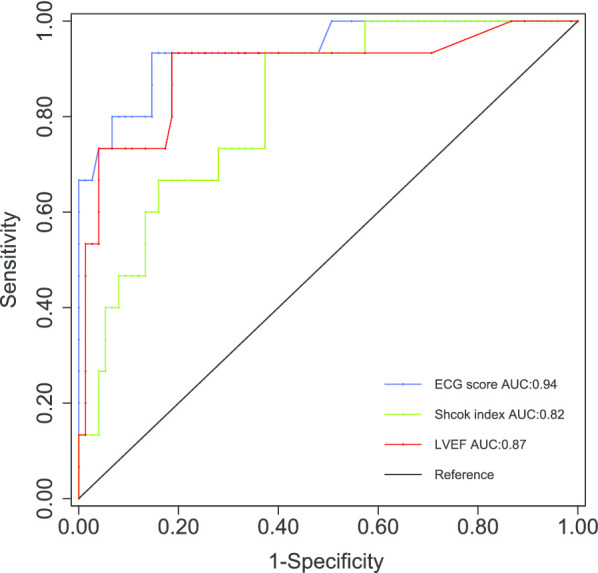 Sensitivity
1.00
0.80
0.60
0.40
0.20
0.00
ECG score AUC:0.94
Shcok index AUC:0.82
LVEF AUC:0.87
Reference
0.00 0.20 0.40 0.60 0.80 1.00
1-Specificity